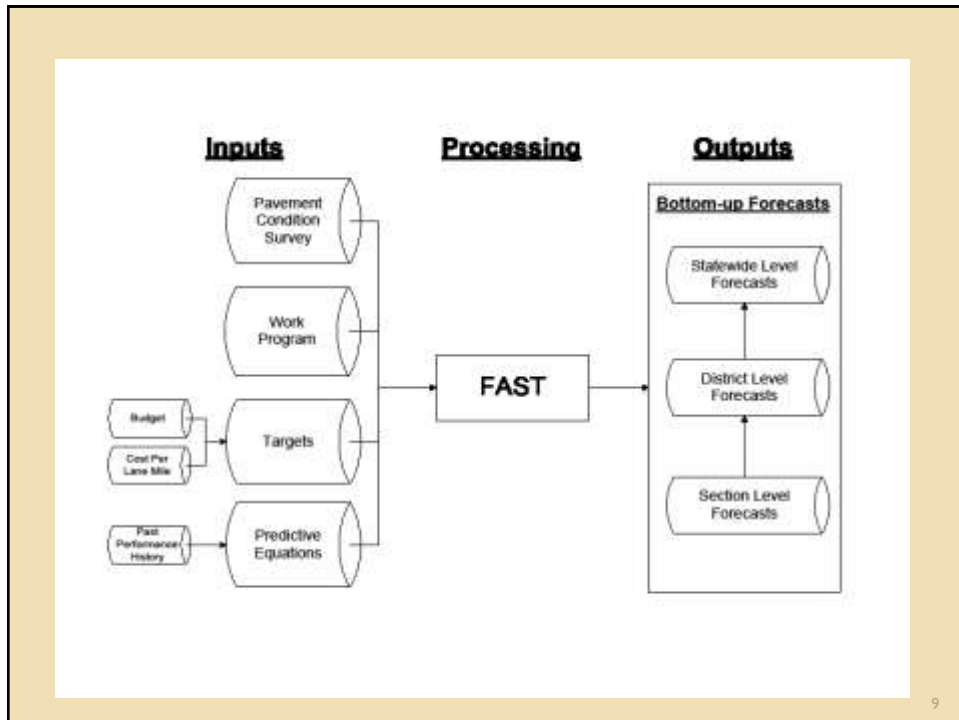 Inputs
Processing
Outputs
Pavement
Condition
Survey
Work
Program
Budget
Cost Per
Lane Mile
Targets
Past
Performance
History
Predictive
Equations
FAST
Bottom-up Forecasts
Statewide Level
Forecasts
District Level
Forecasts
Section Level
Forecasts
9